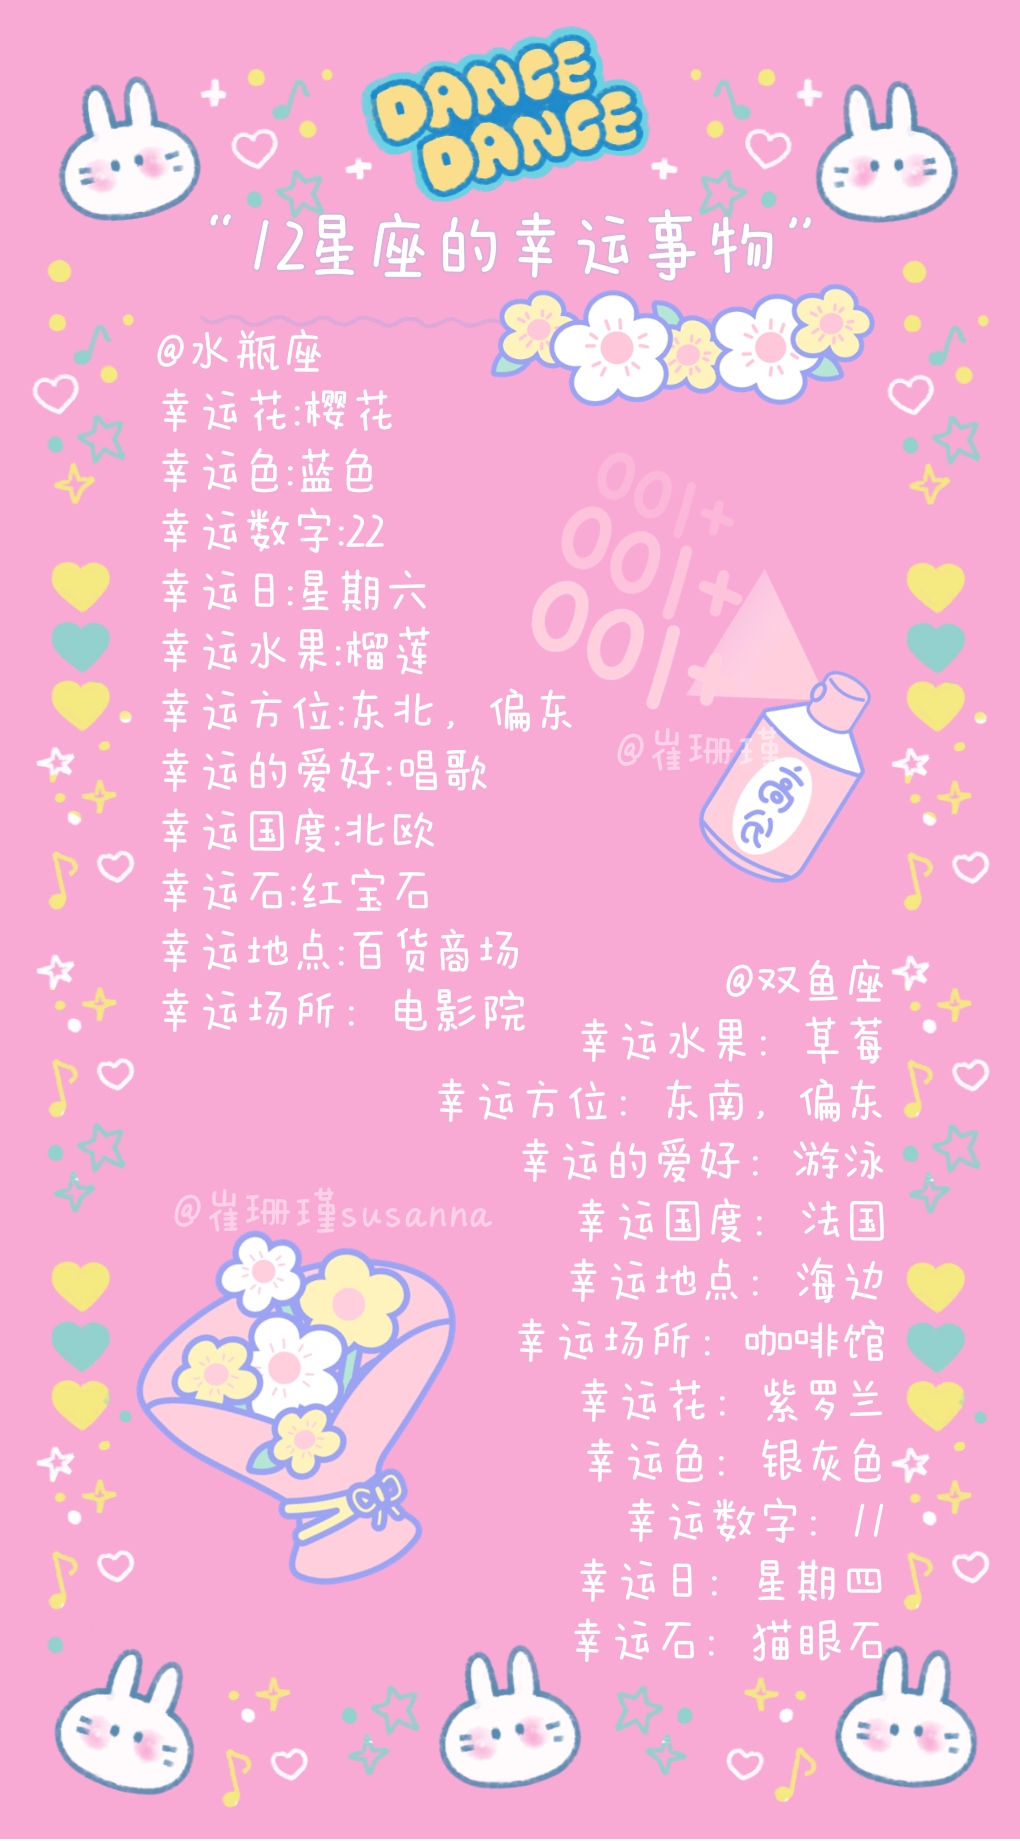 DANCE
DANCE
“12星座的幸运事物”
@水瓶座
幸运花:樱花
幸运色:蓝色
幸运数字:22
幸运日:星期六
幸运水果:榴莲
幸运方位:东北，偏东
幸运的爱好:唱歌
幸运国度:北欧
幸运石:红宝石
幸运地点:百货商场
幸运场所：电影院
001+
001+
001+
@崔珊瑾
@双鱼座
幸运水果：草莓
幸运方位：东南，偏东
幸运的爱好：游泳
幸运国度：法国
幸运地点：海边
幸运场所：咖啡馆
幸运花：紫罗兰
幸运色：银灰色
幸运数字：11
幸运日：星期四
幸运石：猫眼石
@崔珊瑾susanna